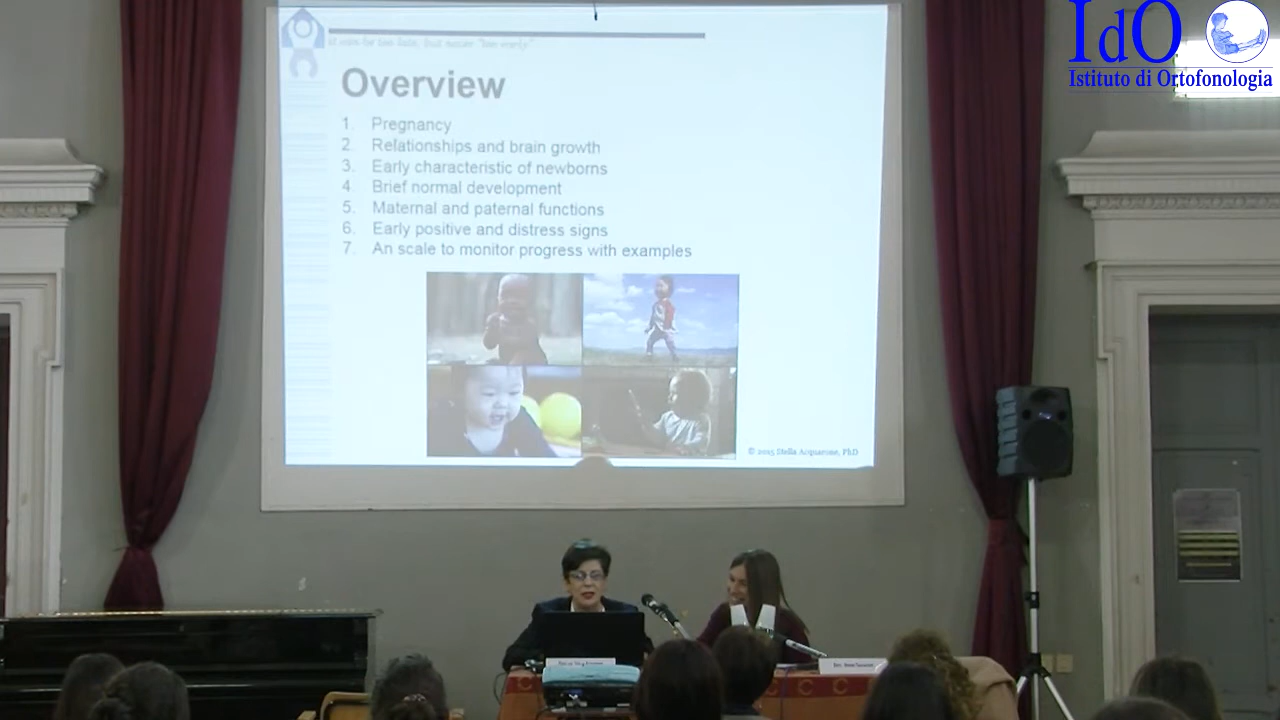 IdO
Istituto di Ortofonologia
Overview
1. Pregnancy
2. Relationships and brain growth
3. Early characteristic of newborns
4. Brief normal development
5. Maternal and paternal functions
6. Early positive and distress signs
7. An scale to monitor progress with examples
© 2015 Stella Acquarone, PhD